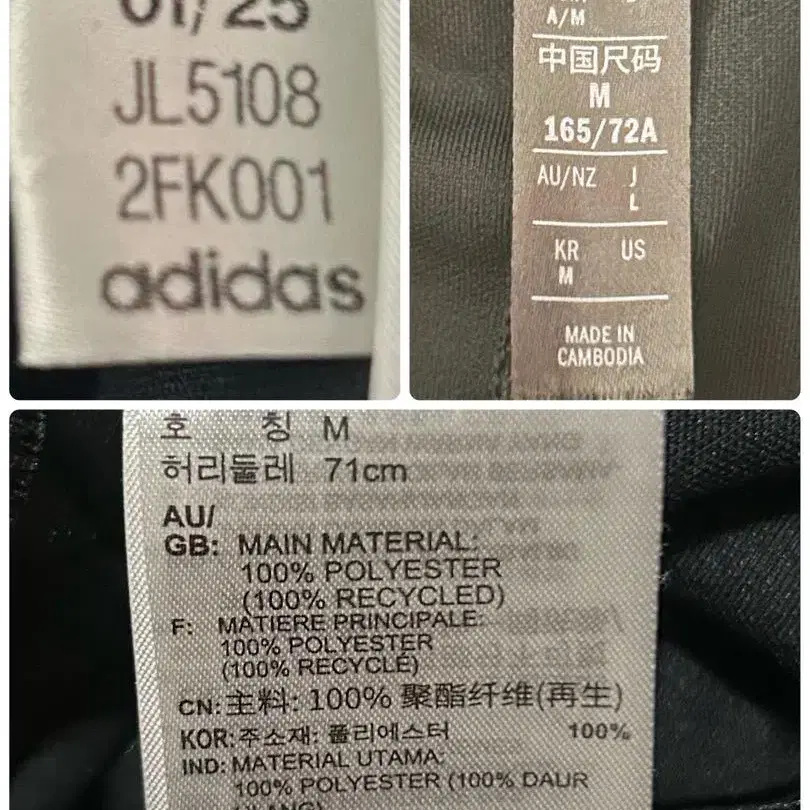 01/25
JL5108
2FK001
adidas
A/M
中国尺码
M
165/72A
AU/NZ J
L
KR US
M
MADE IN
CAMBODIA
호 칭 M
허리둘레 71cm
AU/
GB: MAIN MATERIAL:
100% POLYESTER
(100% RECYCLED)
F: MATIERE PRINCIPALE:
100% POLYESTER
(100% RECYCLÉ)
CN: 主料: 100% 聚酯纤维(再生)
KOR: 주소재: 폴리에스터 100%
IND: MATERIAL UTAMA:
100% POLYESTER (100% DAUR
ULANG)